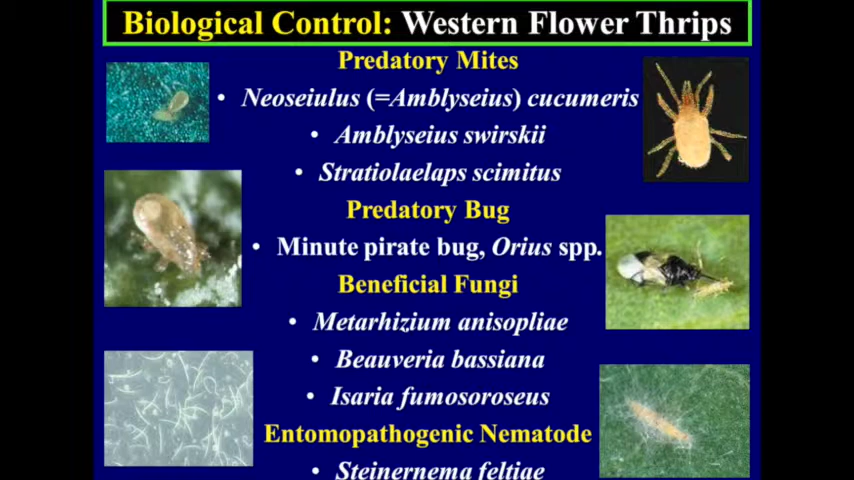 Biological Control: Western Flower Thrips
Predatory Mites
• Neoseiulus (=Amblyseius) cucumeris
• Amblyseius swirskii
• Stratiolaelaps scimitus
Predatory Bug
• Minute pirate bug, Orius spp.
Beneficial Fungi
• Metarhizium anisopliae
• Beauveria bassiana
• Isaria fumosoroseus
Entomopathogenic Nematode
• Steinernema feltiae